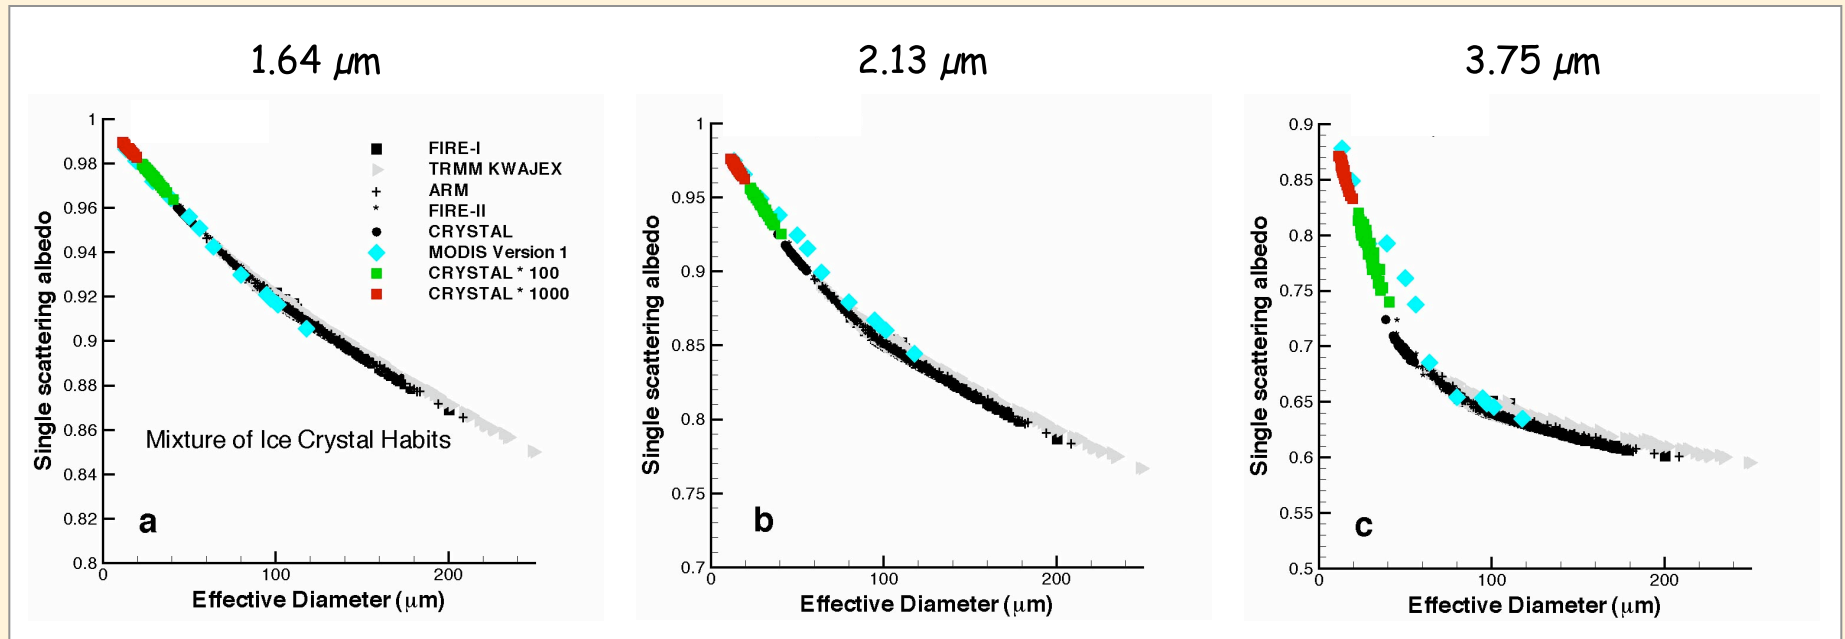 1.64 µm
2.13 µm
3.75 µm
1
0.98
0.96
0.94
0.92
0.9
0.88
0.86
0.84
0.82
0.8
0
100
200
Single scattering albedo
Effective Diameter (µm)
FIRE-I
TRMM KWAJEX
ARM
FIRE-II
CRYSTAL
MODIS Version 1
CRYSTAL * 100
CRYSTAL * 1000
Mixture of Ice Crystal Habits
a
1
0.95
0.9
0.85
0.8
0.75
0.7
0
100
200
Single scattering albedo
Effective Diameter (µm)
b
0.9
0.85
0.8
0.75
0.7
0.65
0.6
0.55
0.5
0
100
200
Single scattering albedo
Effective Diameter (µm)
c